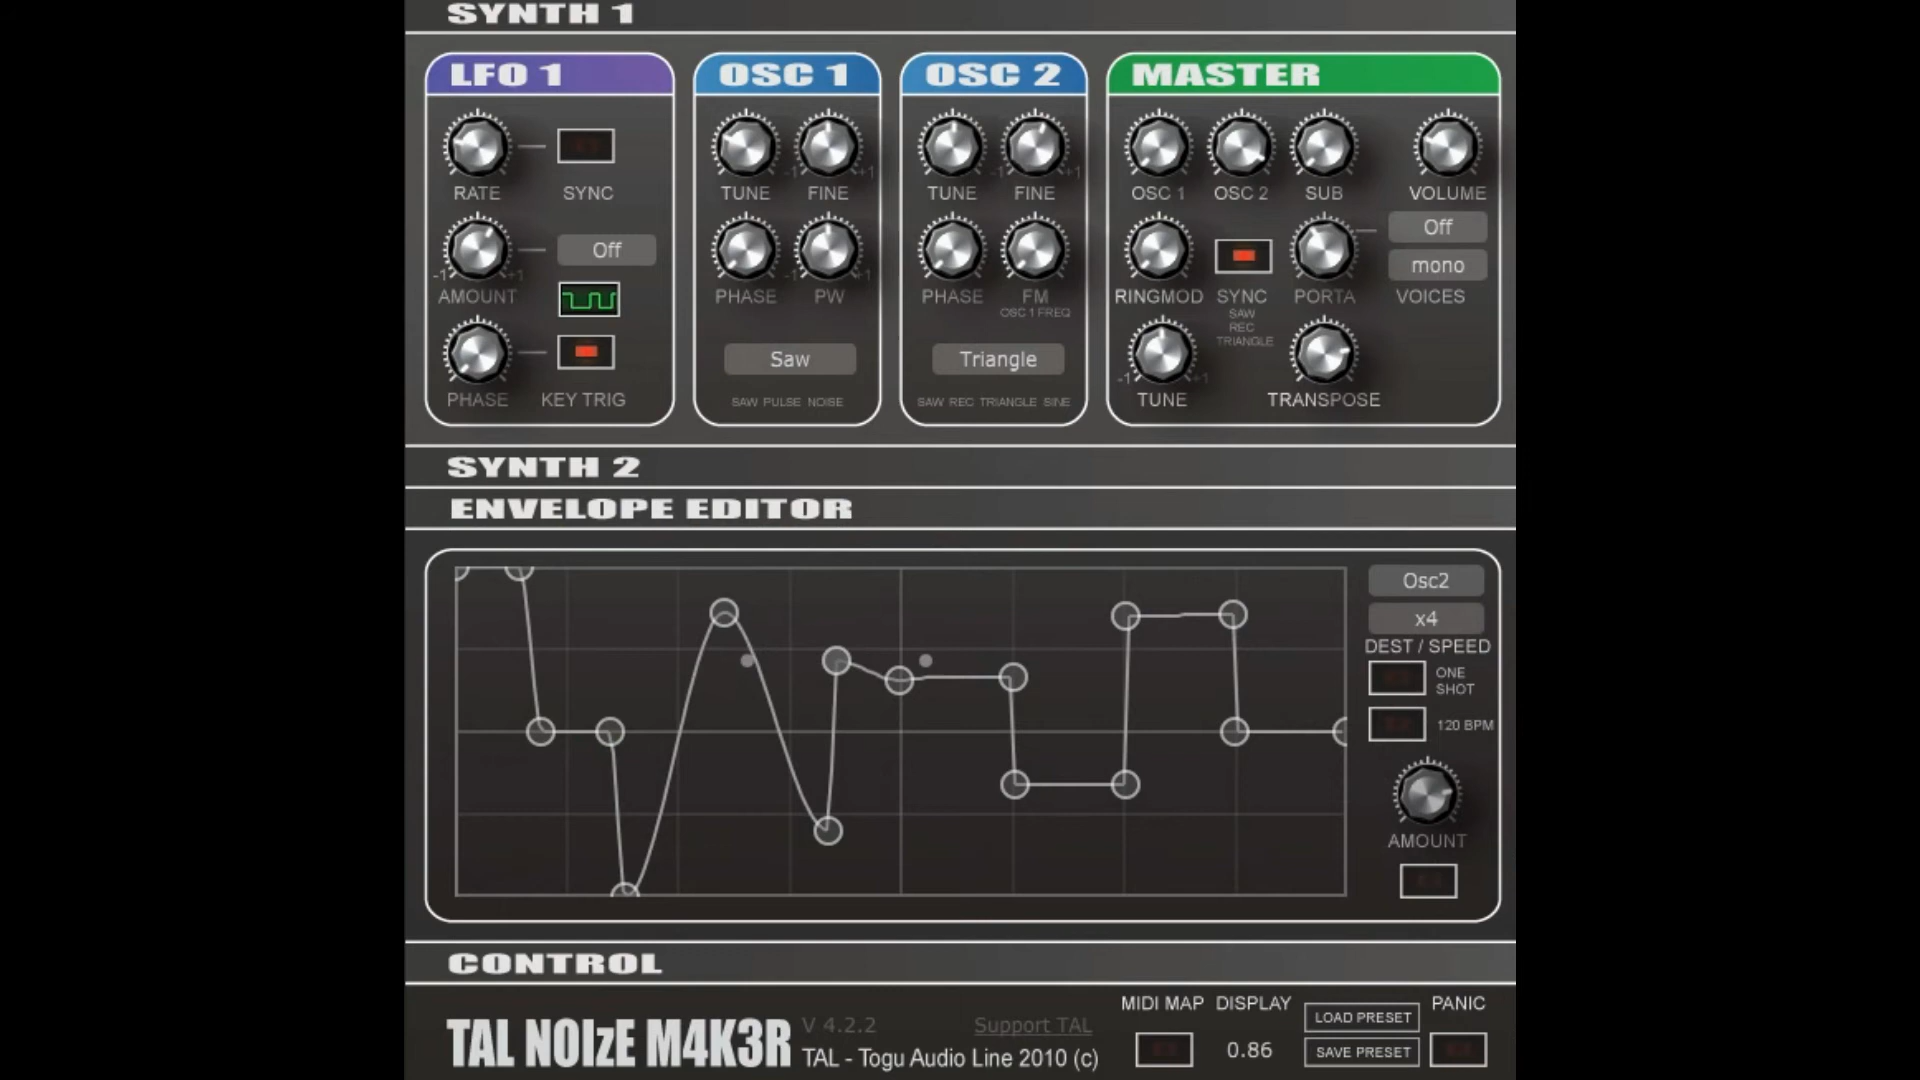 SYNTH 1
LFO 1
OSC 1
OSC 2
MASTER
RATE
SYNC
TUNE
-1 FINE +1
TUNE
-1 FINE +1
OSC 1
OSC 2
SUB
VOLUME
Off
Off
mono
-1 +1
AMOUNT
PHASE
-1 PW +1
PHASE
FM
OSC 1 FREQ
RINGMOD
SYNC
SAW
REC
TRIANGLE
PORTA
VOICES
Saw
Triangle
PHASE
KEY TRIG
SAW PULSE NOISE
SAW REC TRIANGLE SINE
-1 +1
TUNE
TRANSPOSE
SYNTH 2
ENVELOPE EDITOR
Osc2
x4
DEST / SPEED
ONE
SHOT
120 BPM
AMOUNT
CONTROL
TAL NOIzE M4K3R
V 4.2.2
Support TAL
TAL - Togu Audio Line 2010 (c)
MIDI MAP
DISPLAY
0.86
LOAD PRESET
SAVE PRESET
PANIC